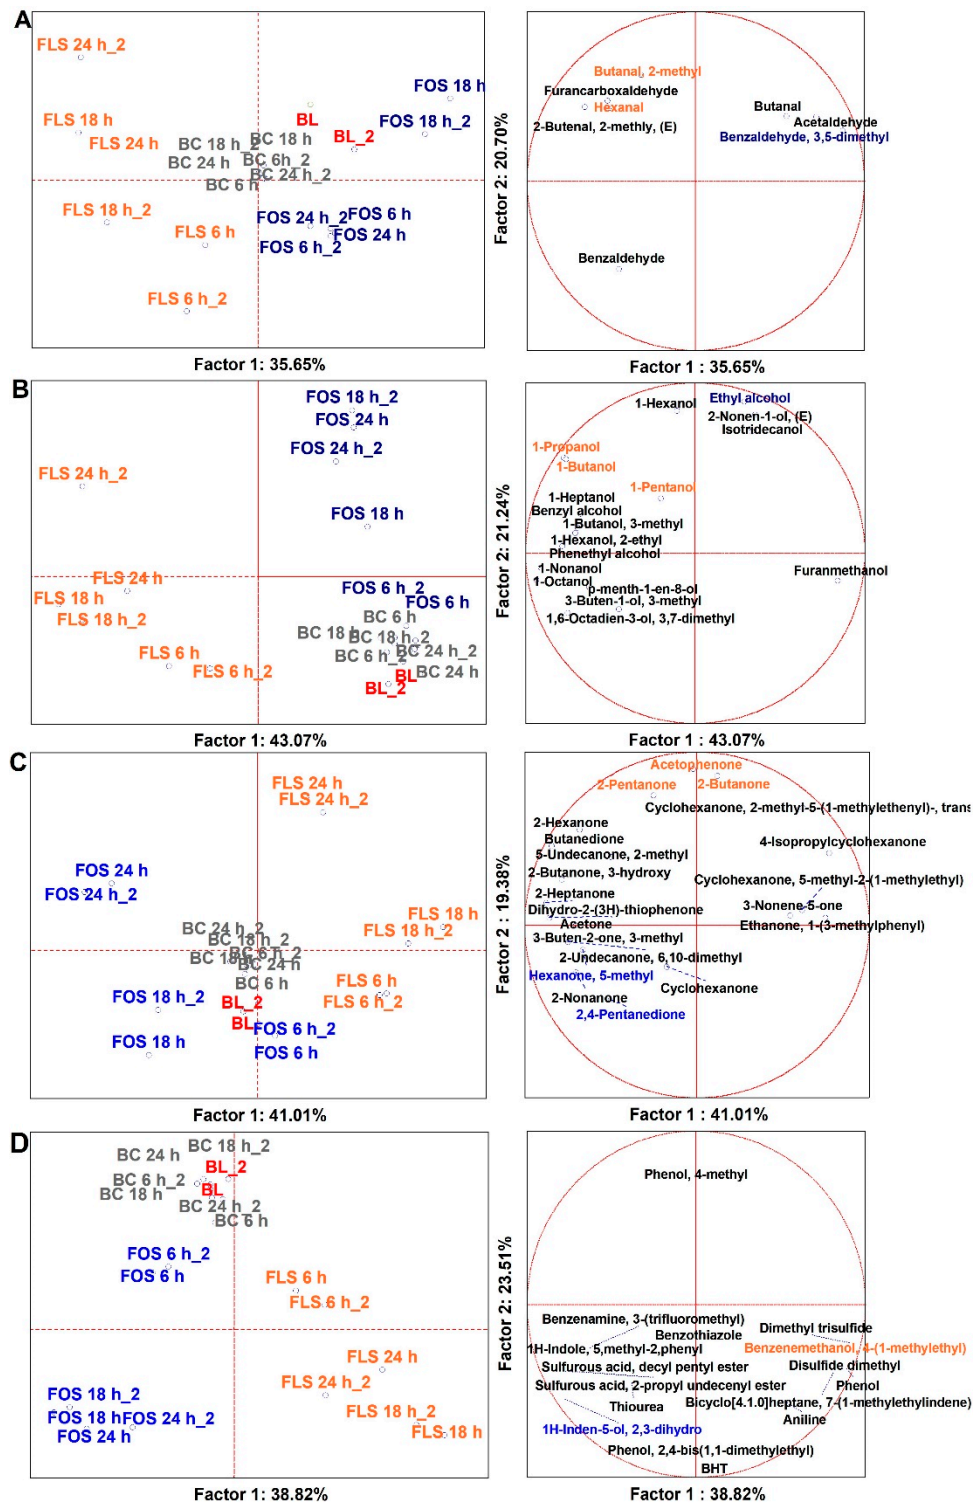 A
FLS 24 h_2
FOS 18 h
FLS 18 h
BL
FOS 18 h_2
FLS 24 h
BC 18 h_2
BC 18 h
BL_2
BC 24 h
BC 6h_2
BC 6 h
BC 24 h_2
FLS 18 h_2
FLS 6 h
FOS 24 h_2
FOS 6 h
FOS 6 h_2
FOS 24 h
FLS 6 h_2
Factor 1: 35.65%
Factor 2: 20.70%
Butanal, 2-methyl
Furancarboxaldehyde
Hexanal
2-Butenal, 2-methly, (E)
Butanal
Acetaldehyde
Benzaldehyde, 3,5-dimethyl
Benzaldehyde
Factor 1 : 35.65%
B
FOS 18 h_2
FOS 24 h
FOS 24 h_2
FLS 24 h_2
FOS 18 h
FLS 24 h
FLS 18 h
FLS 18 h_2
FOS 6 h_2
FOS 6 h
BC 6 h
BC 18 h
BC 18 h_2
BC 6 h_2
BC 24 h_2
FLS 6 h
FLS 6 h_2
BL
BC 24 h
BL_2
Factor 1: 43.07%
Factor 2: 21.24%
1-Hexanol
Ethyl alcohol
2-Nonen-1-ol, (E)
Isotridecanol
1-Propanol
1-Butanol
1-Pentanol
1-Heptanol
Benzyl alcohol
1-Butanol, 3-methyl
1-Hexanol, 2-ethyl
Phenethyl alcohol
1-Nonanol
Furanmethanol
1-Octanol
p-menth-1-en-8-ol
3-Buten-1-ol, 3-methyl
1,6-Octadien-3-ol, 3,7-dimethyl
Factor 1 : 43.07%
C
FLS 24 h
FLS 24 h_2
FOS 24 h
FOS 24 h_2
FLS 18 h
FLS 18 h_2
BC 24 h_2
BC 18 h_2
BC 6 h_2
BC 18 h
BC 24 h
BC 6 h
FLS 6 h
FLS 6 h_2
FOS 18 h_2
BL_2
BL
FOS 6 h_2
FOS 18 h
FOS 6 h
Factor 1: 41.01%
Factor 2 : 19.38%
Acetophenone
2-Pentanone
2-Butanone
Cyclohexanone, 2-methyl-5-(1-methylethenyl)-, trans
2-Hexanone
Butanedione
4-Isopropylcyclohexanone
5-Undecanone, 2-methyl
2-Butanone, 3-hydroxy
Cyclohexanone, 5-methyl-2-(1-methylethyl)
2-Heptanone
Dihydro-2-(3H)-thiophenone
3-Nonene-5-one
Acetone
Ethanone, 1-(3-methylphenyl)
3-Buten-2-one, 3-methyl
2-Undecanone, 6,10-dimethyl
Hexanone, 5-methyl
Cyclohexanone
2-Nonanone
2,4-Pentanedione
Factor 1 : 41.01%
D
BC 18 h_2
BC 24 h
BL_2
BC 6 h_2
BL
BC 18 h
BC 24 h_2
BC 6 h
FOS 6 h_2
FOS 6 h
FLS 6 h
FLS 6 h_2
FLS 24 h
FLS 24 h_2
FOS 18 h_2
FOS 18 h
FOS 24 h_2
FOS 24 h
FLS 18 h_2
FLS 18 h
Factor 1: 38.82%
Factor 2: 23.51%
Phenol, 4-methyl
Benzenamine, 3-(trifluoromethyl)
Benzothiazole
Dimethyl trisulfide
1H-Indole, 5,methyl-2,phenyl
Benzenemethanol, 4-(1-methylethyl)
Sulfurous acid, decyl pentyl ester
Disulfide dimethyl
Sulfurous acid, 2-propyl undecenyl ester
Phenol
Thiourea
Bicyclo[4.1.0]heptane, 7-(1-methylethylindene)
Aniline
1H-Inden-5-ol, 2,3-dihydro
Phenol, 2,4-bis(1,1-dimethylethyl)
BHT
Factor 1 : 38.82%